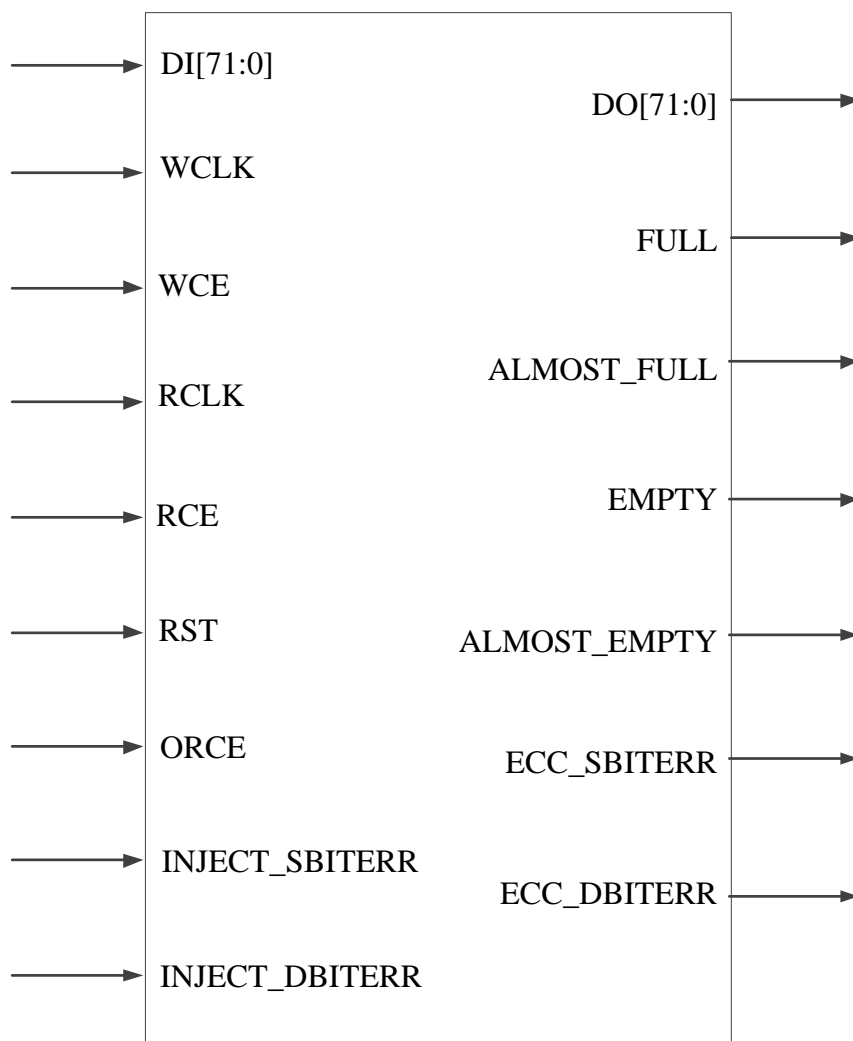 DI[71:0]
DO[71:0]
WCLK
FULL
WCE
ALMOST_FULL
RCLK
EMPTY
RCE
RST
ALMOST_EMPTY
ORCE
ECC_SBITERR
INJECT_SBITERR
ECC_DBITERR
INJECT_DBITERR